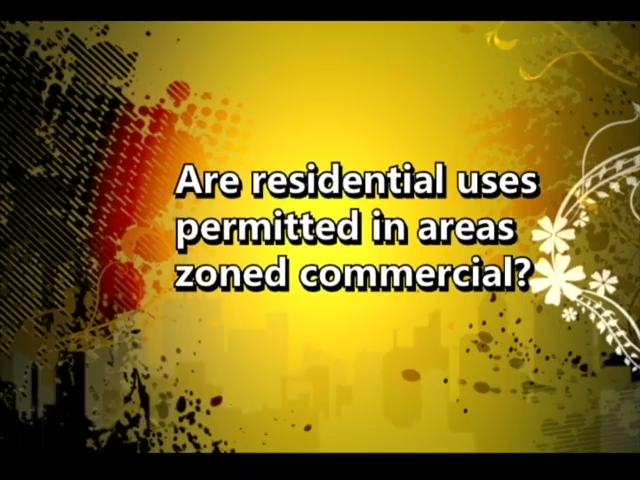 Are residential uses
permitted in areas
zoned commercial?